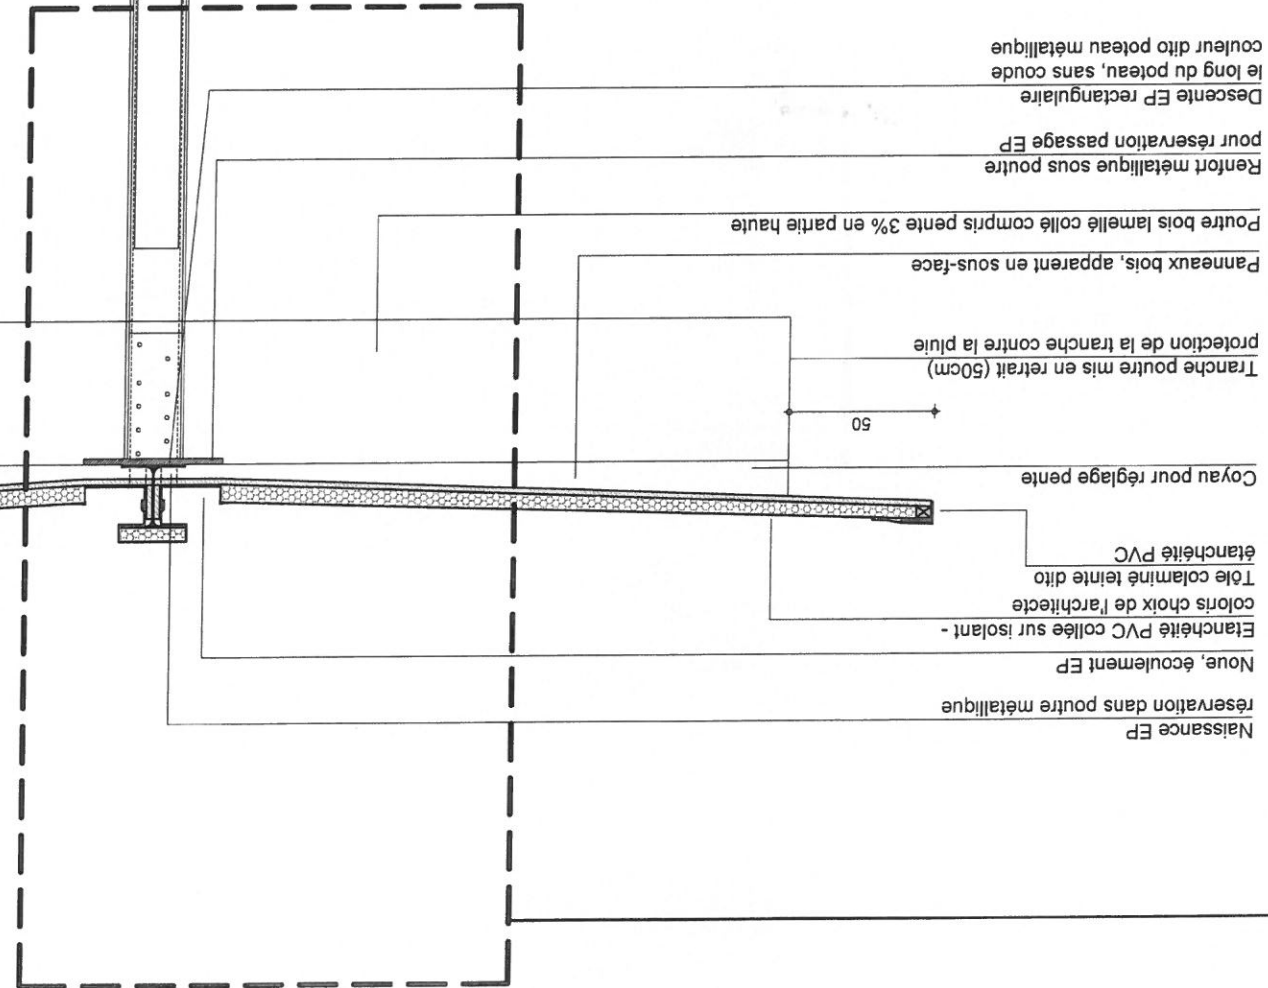 Naissance EP
réservation dans poutre métallique
Noue, écoulement EP
Etanchéité PVC collée sur isolant -
coloris choix de l'architecte
Tôle colaminé teinte dito
étanchéité PVC
Coyau pour réglage pente
50
Tranche poutre mis en retrait (50cm)
protection de la tranche contre la pluie
Panneaux bois, apparent en sous-face
Poutre bois lamellé collé compris pente 3% en partie haute
Renfort métallique sous poutre
pour réservation passage EP
Descente EP rectangulaire
le long du poteau, sans coude
couleur dito poteau métallique